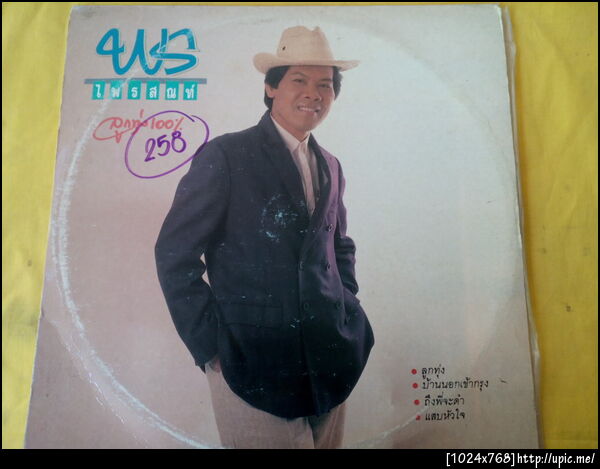 ยอด
ไพรสณฑ์
ลูกทุ่ง 100%
258
• ลูกทุ่ง
• บ้านนอกเข้ากรุง
• ถึงพี่จะดำ
• แสบหัวใจ
[1024x768]http://upic.me/